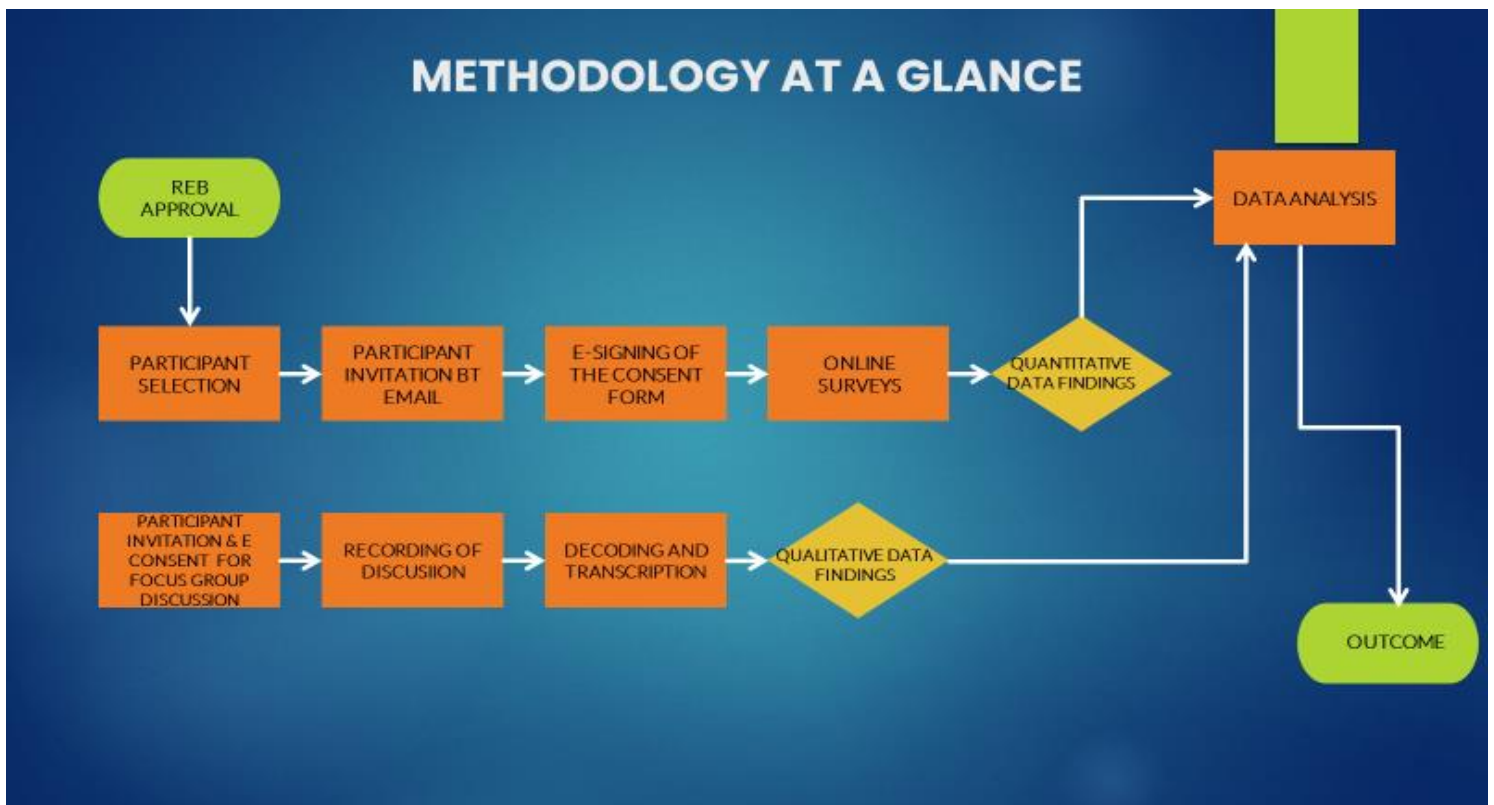 METHODOLOGY AT A GLANCE
REB
APPROVAL
DATA ANALYSIS
PARTICIPANT
SELECTION
PARTICIPANT
INVITATION BT
EMAIL
E-SIGNING OF
THE CONSENT
FORM
ONLINE
SURVEYS
QUANTITATIVE
DATA FINDINGS
PARTICIPANT
INVITATION & E
CONSENT FOR
FOCUS GROUP
DISCUSSION
RECORDING OF
DISCUSIION
DECODING AND
TRANSCRIPTION
QUALITATIVE DATA
FINDINGS
OUTCOME